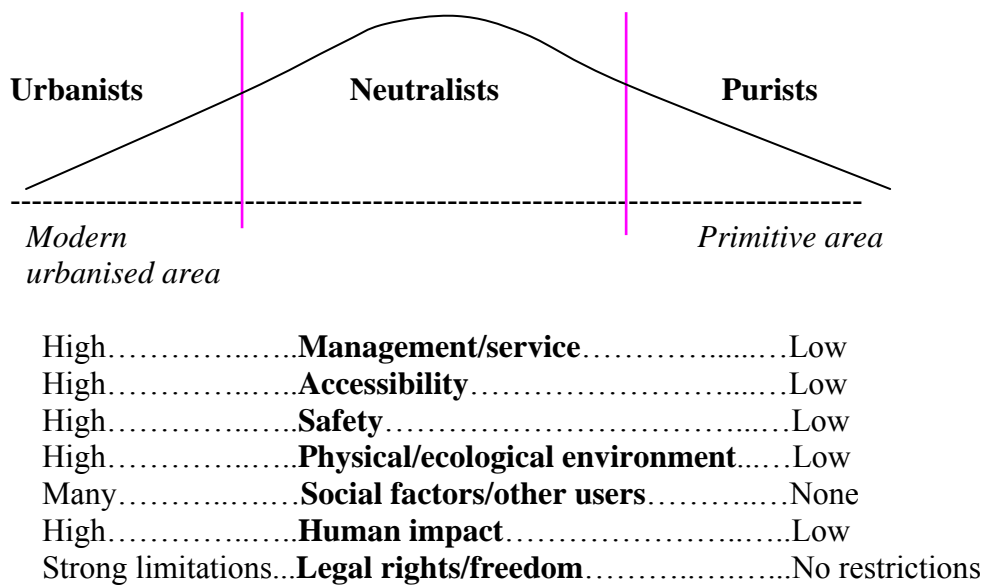 Urbanists Neutralists Purists
Modern Primitive area
urbanised area
High…………..…...Management/service…………......…Low
High………………..Accessibility……………………...….Low
High………………..Safety………………………………….Low
High………………..Physical/ecological environment...…Low
Many……………...Social factors/other users……….……None
High………………..Human impact…………………..……Low
Strong limitations...Legal rights/freedom………..…..……No restrictions